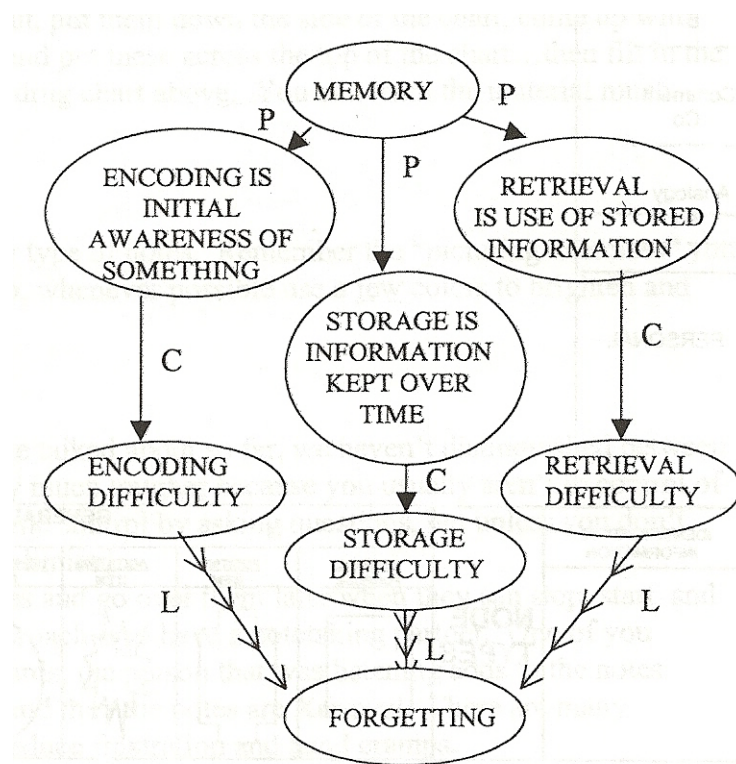 MEMORY
P
P
P
ENCODING IS
INITIAL
AWARENESS OF
SOMETHING
RETRIEVAL
IS USE OF STORED
INFORMATION
C
STORAGE IS
INFORMATION
KEPT OVER
TIME
C
ENCODING
DIFFICULTY
C
RETRIEVAL
DIFFICULTY
STORAGE
DIFFICULTY
L
L
L
FORGETTING